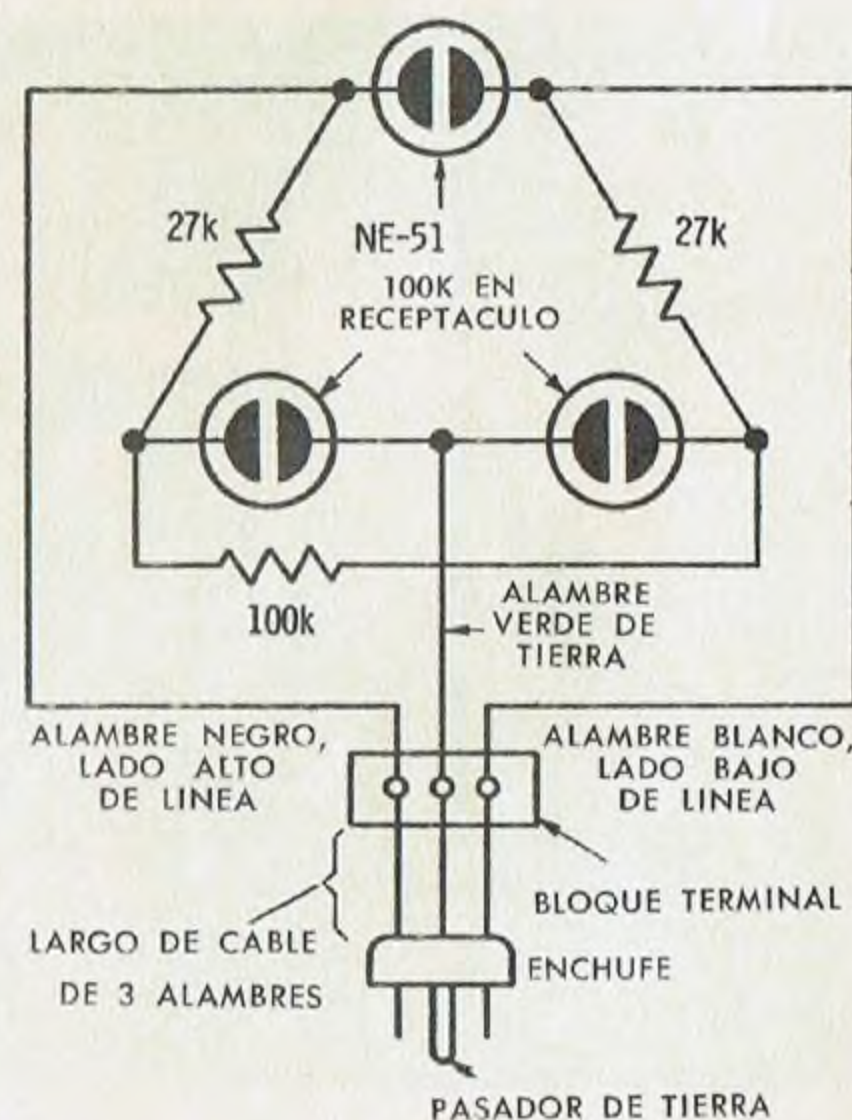 27k
NE-51
27k
100K EN
RECEPTACULO
100k
ALAMBRE
VERDE DE
TIERRA
ALAMBRE NEGRO,
LADO ALTO
DE LINEA
ALAMBRE BLANCO,
LADO BAJO
DE LINEA
BLOQUE TERMINAL
LARGO DE CABLE
DE 3 ALAMBRES
ENCHUFE
PASADOR DE TIERRA